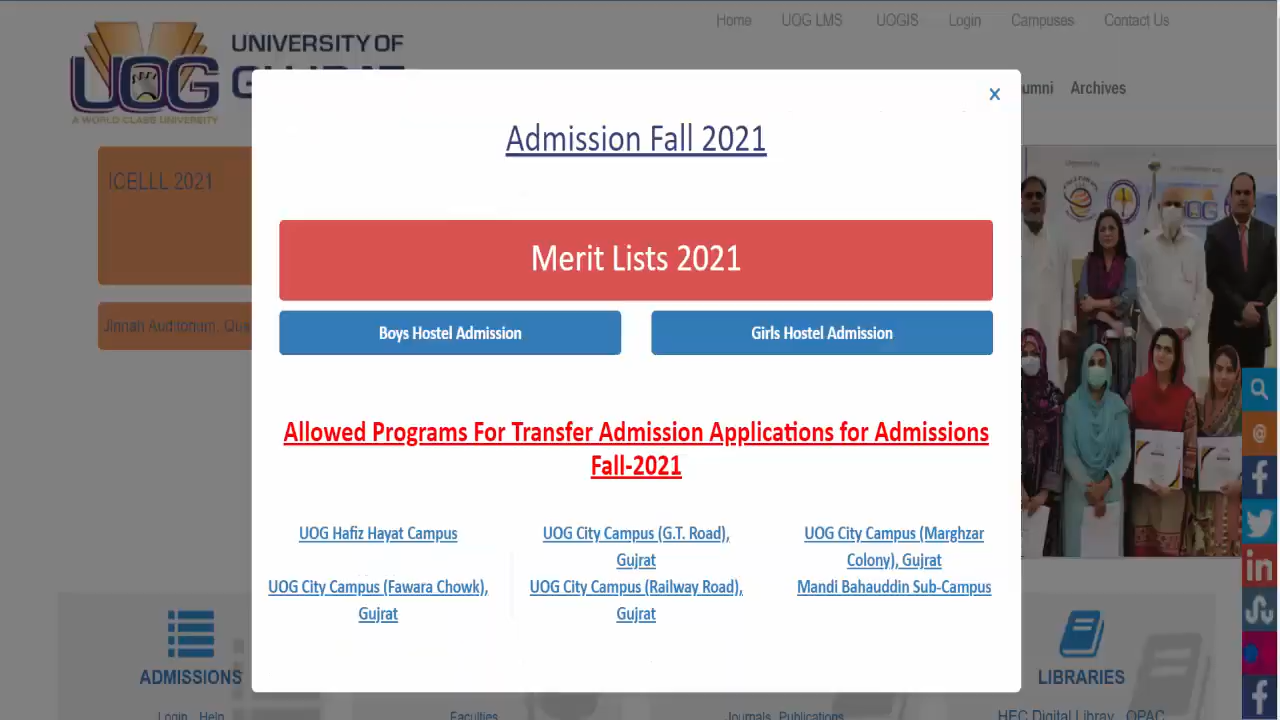 Home UOG LMS UOGIS Login Campuses Contact Us
UNIVERSITY OF
UOG
A WORLD CLASS UNIVERSITY
Archives
x
Admission Fall 2021
ICELLL 2021
Merit Lists 2021
Jinnah Auditorium,
Boys Hostel Admission Girls Hostel Admission
Allowed Programs For Transfer Admission Applications for Admissions
Fall-2021
UOG Hafiz Hayat Campus
UOG City Campus (G.T. Road),
Gujrat
UOG City Campus (Marghzar
Colony), Gujrat
UOG City Campus (Fawara Chowk),
Gujrat
UOG City Campus (Railway Road),
Gujrat
Mandi Bahauddin Sub-Campus
ADMISSIONS
LIBRARIES
Login Help
Faculties
Journals Publications
HEC Digital Libray OPAC